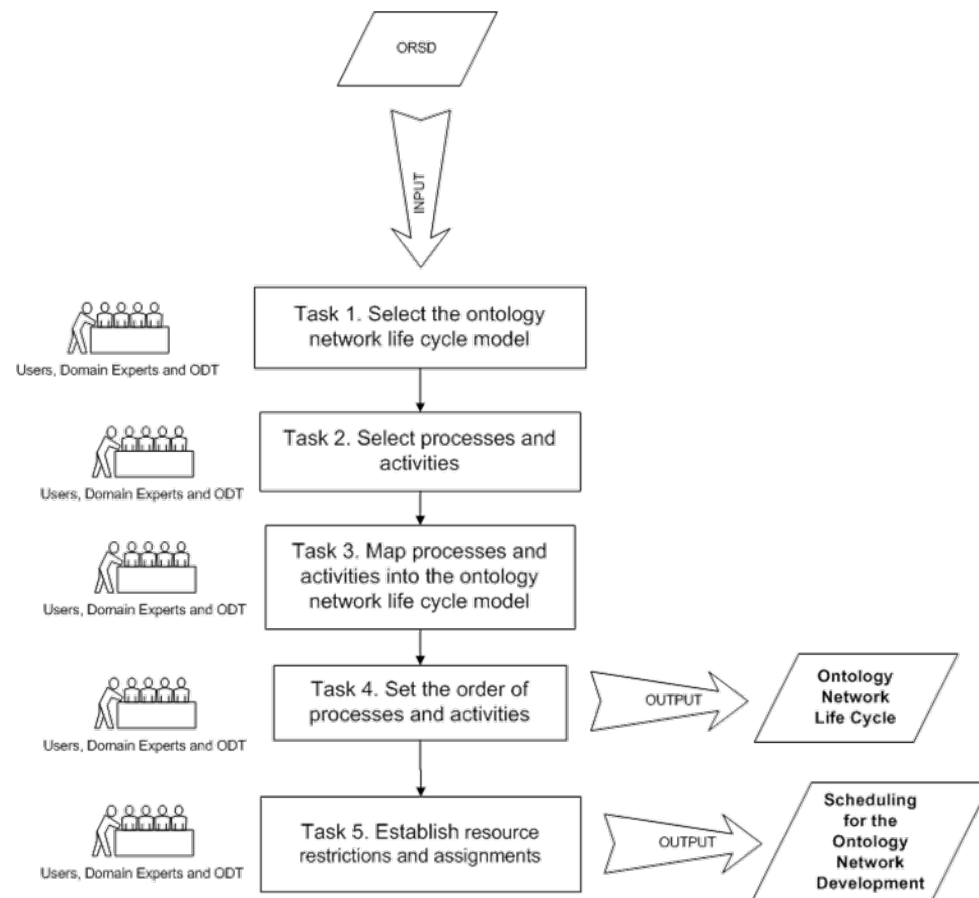 ORSD
INPUT
Task 1. Select the ontology
network life cycle model
Users, Domain Experts and ODT
Task 2. Select processes and
activities
Users, Domain Experts and ODT
Task 3. Map processes and
activities into the ontology
network life cycle model
Users, Domain Experts and ODT
Task 4. Set the order of
processes and activities
OUTPUT
Ontology
Network
Life Cycle
Users, Domain Experts and ODT
Task 5. Establish resource
restrictions and assignments
OUTPUT
Scheduling
for the
Ontology
Network
Development
Users, Domain Experts and ODT